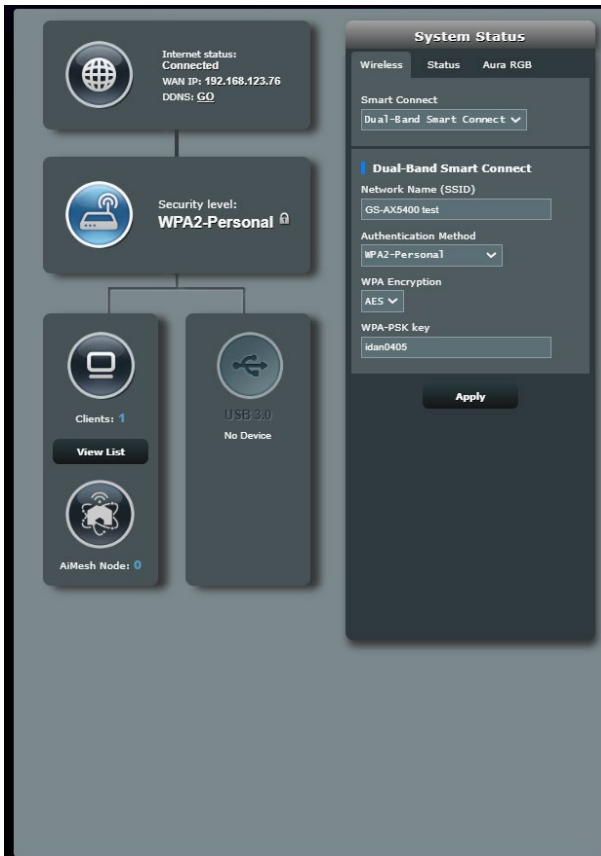 Internet status:
Connected
WAN IP: 192.168.123.76
DDNS: GO
Security level:
WPA2-Personal
Clients: 1
View List
AiMesh Node: 0
USB 3.0
No Device
System Status
Wireless Status Aura RGB
Smart Connect
Dual-Band Smart Connect
Dual-Band Smart Connect
Network Name (SSID)
GS-AX5400 test
Authentication Method
WPA2-Personal
WPA Encryption
AES
WPA-PSK key
idan0405
Apply